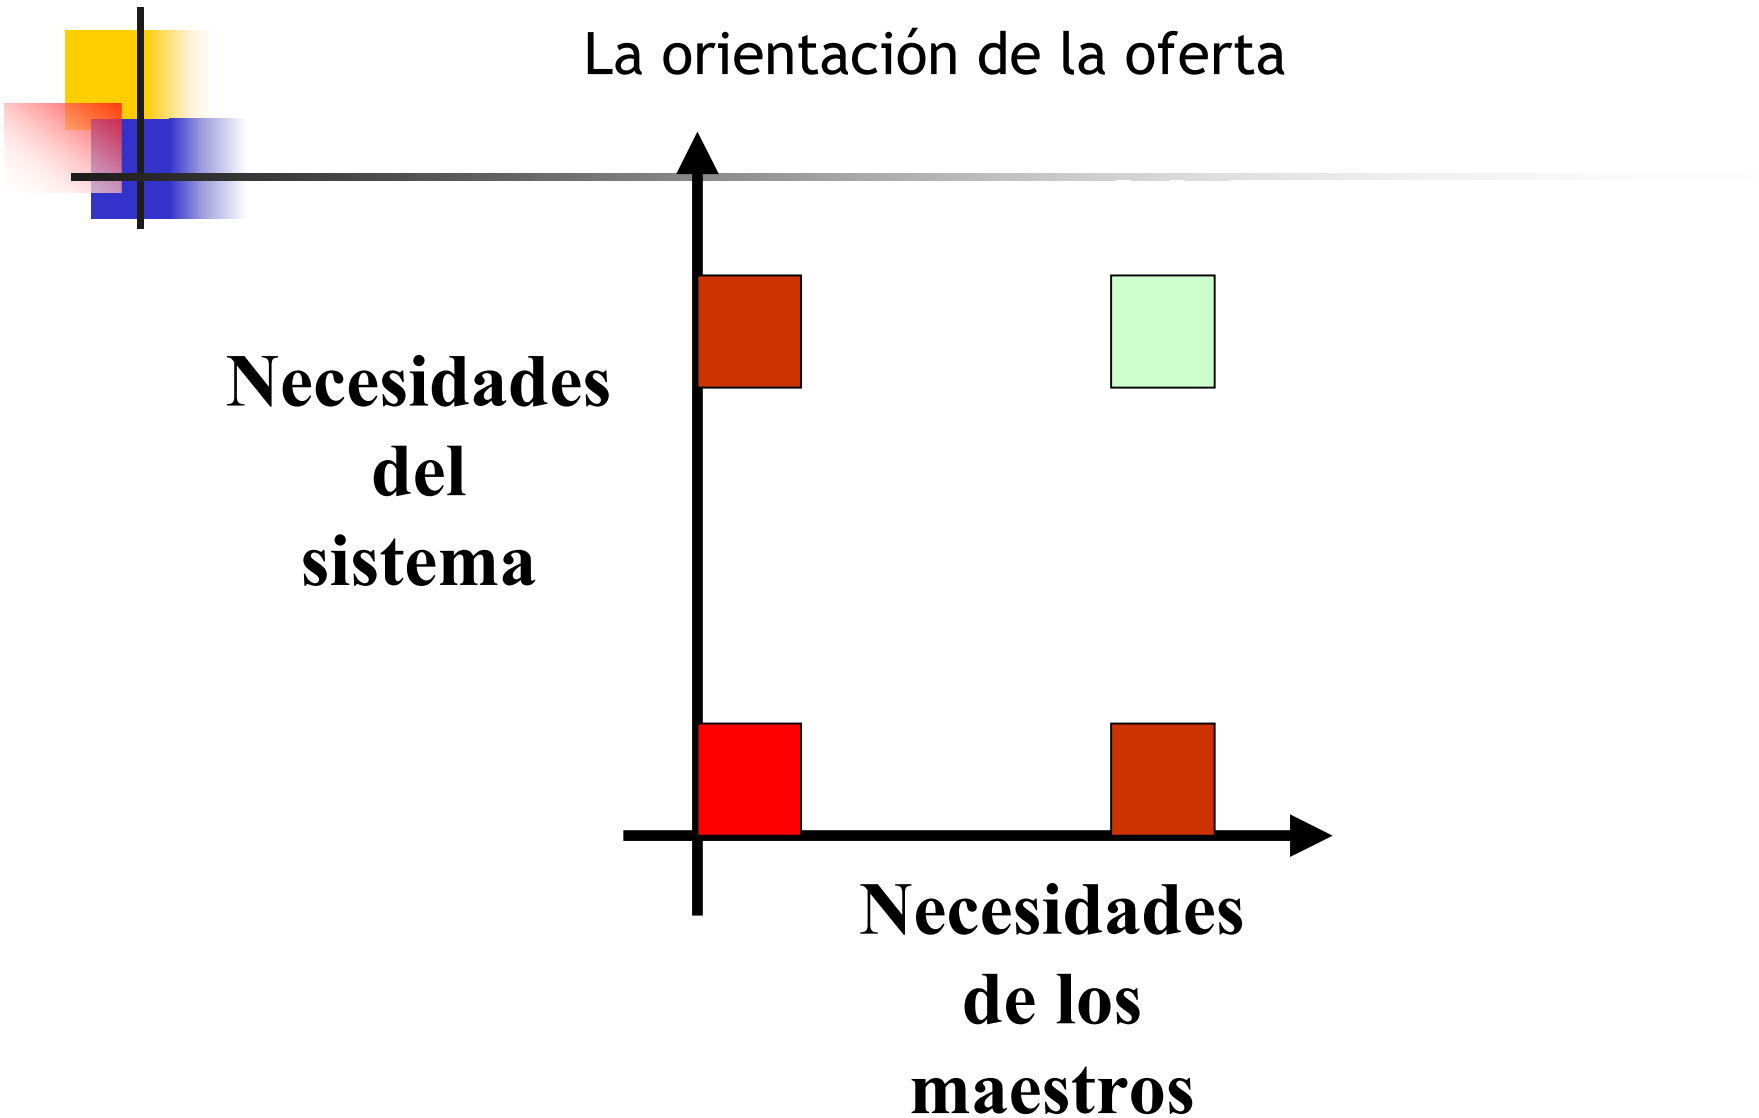 La orientación de la oferta
Necesidades
del
sistema
Necesidades
de los
maestros